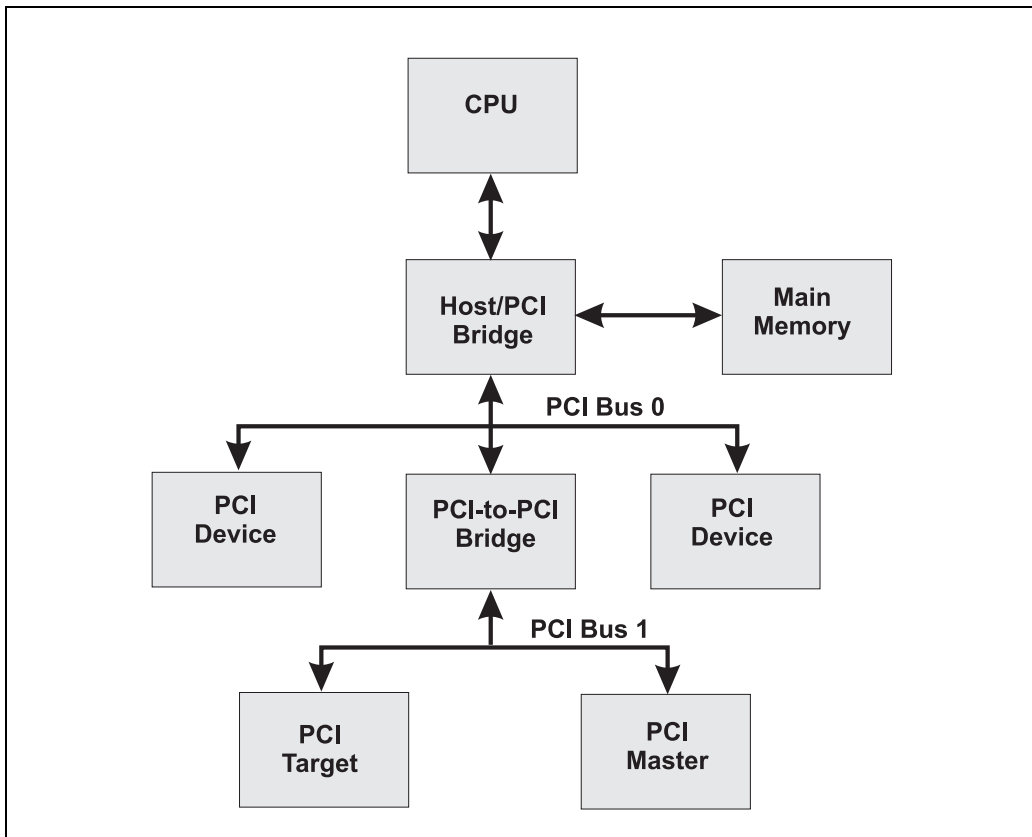 CPU
Host/PCI
Bridge
Main
Memory
PCI Bus 0
PCI
Device
PCI-to-PCI
Bridge
PCI
Device
PCI Bus 1
PCI
Target
PCI
Master